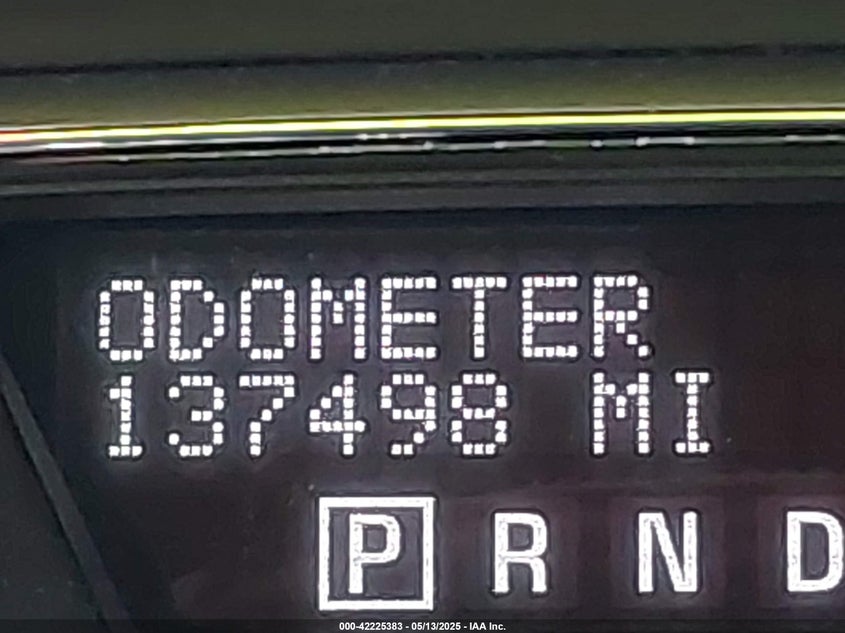 ODOMETER
137498 MI
P R N D
000-42225383 - 05/13/2025 - IAA Inc.